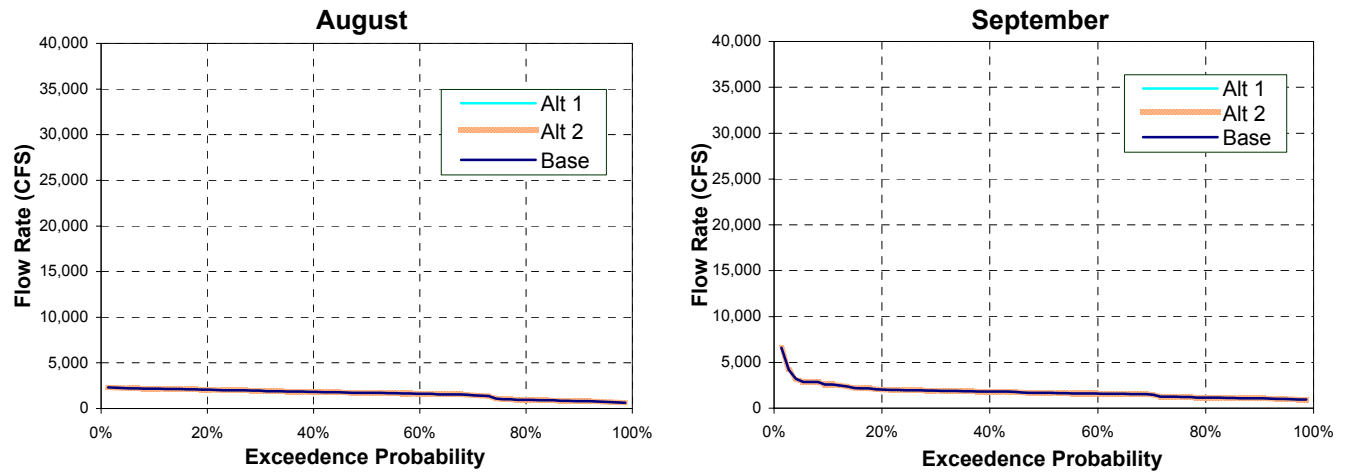 August
Flow Rate (CFS)
40,000
35,000
30,000
25,000
20,000
15,000
10,000
5,000
0
Alt 1
Alt 2
Base
0% 20% 40% 60% 80% 100%
Exceedence Probability
September
Flow Rate (CFS)
40,000
35,000
30,000
25,000
20,000
15,000
10,000
5,000
0
Alt 1
Alt 2
Base
0% 20% 40% 60% 80% 100%
Exceedence Probability